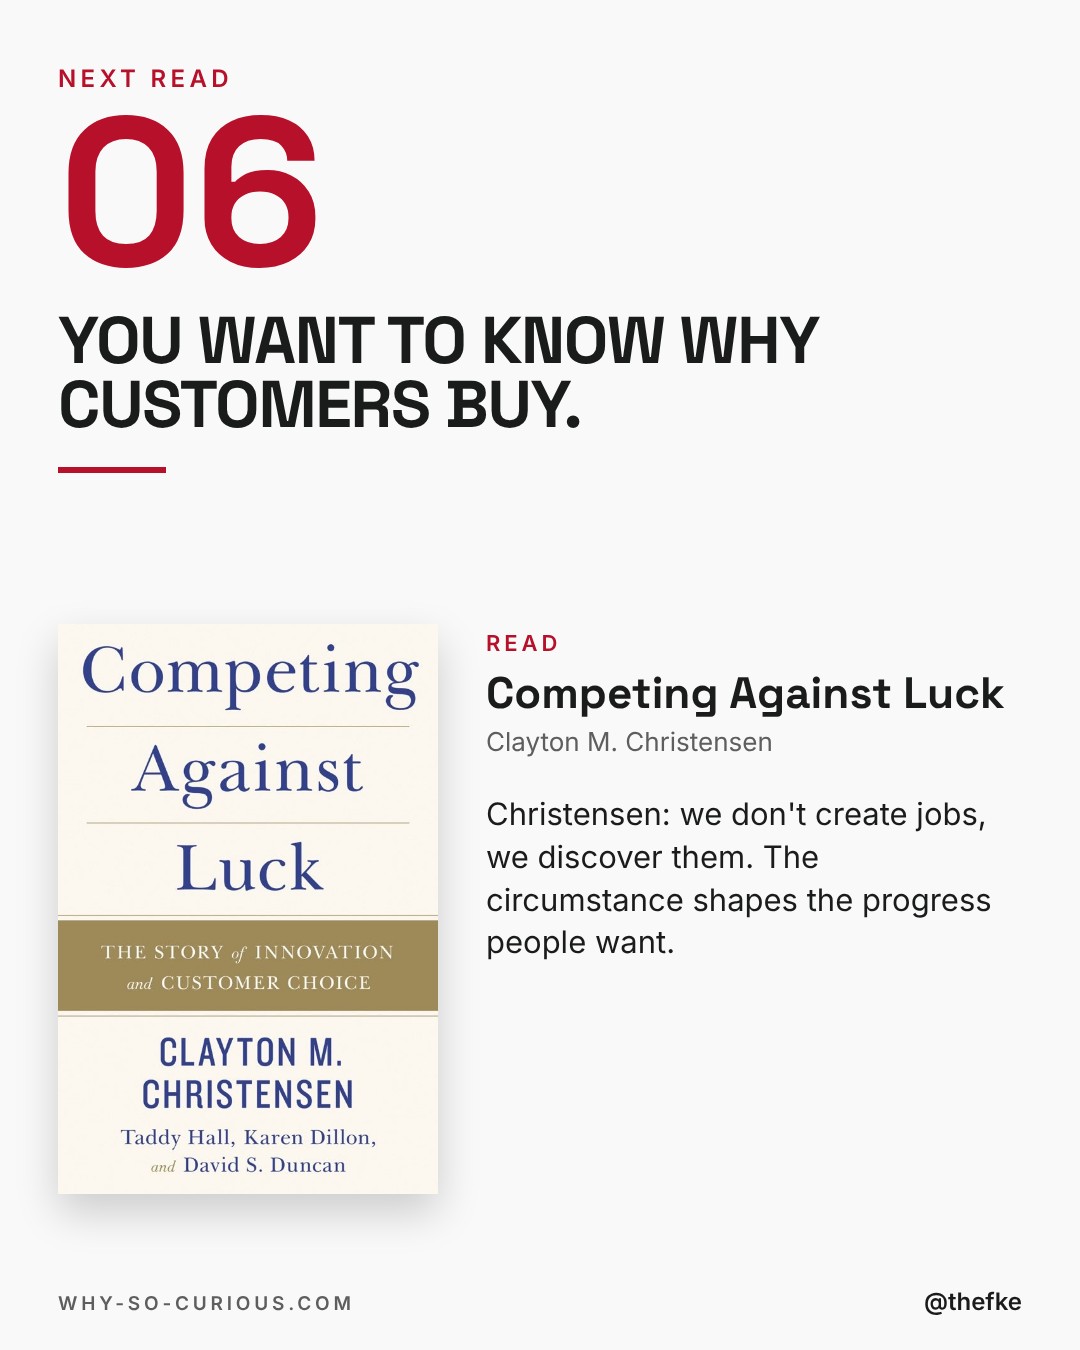 NEXT READ
06
YOU WANT TO KNOW WHY
CUSTOMERS BUY.
Competing
Against
Luck
THE STORY of INNOVATION
and CUSTOMER CHOICE
CLAYTON M.
CHRISTENSEN
Taddy Hall, Karen Dillon,
and David S. Duncan
READ
Competing Against Luck
Clayton M. Christensen
Christensen: we don't create jobs,
we discover them. The
circumstance shapes the progress
people want.
WHY-SO-CURIOUS.COM
@thefke